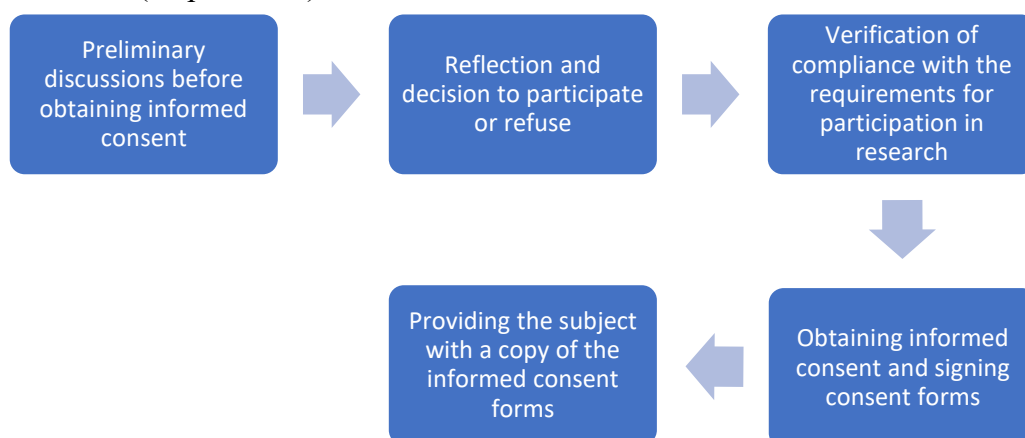 Preliminary
discussions before
obtaining informed
consent
Reflection and
decision to participate
or refuse
Verification of
compliance with the
requirements for
participation in
research
Obtaining informed
consent and signing
consent forms
Providing the subject
with a copy of the
informed consent
forms